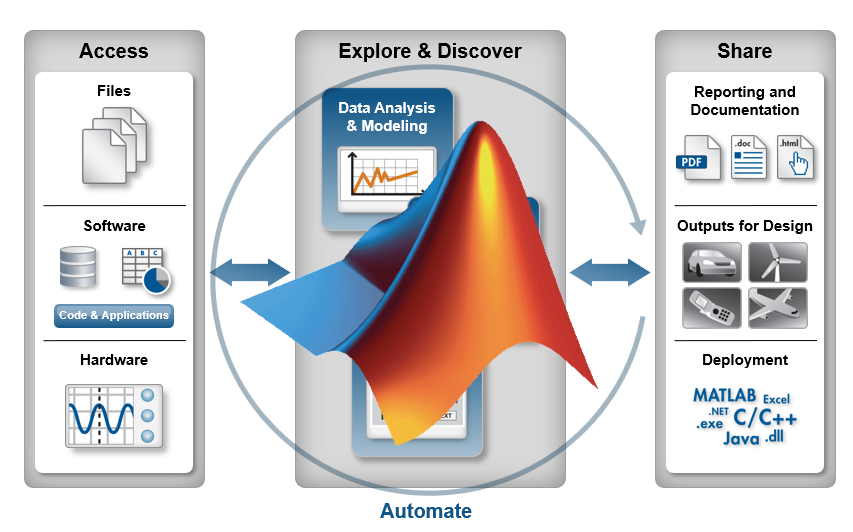 Access
Files
Software
A B C
Code & Applications
Hardware
Explore & Discover
Data Analysis
& Modeling
Share
Reporting and
Documentation
PDF
.doc
.html
Outputs for Design
Deployment
MATLAB Excel
.NET C/C++
.exe
Java .dll
Automate